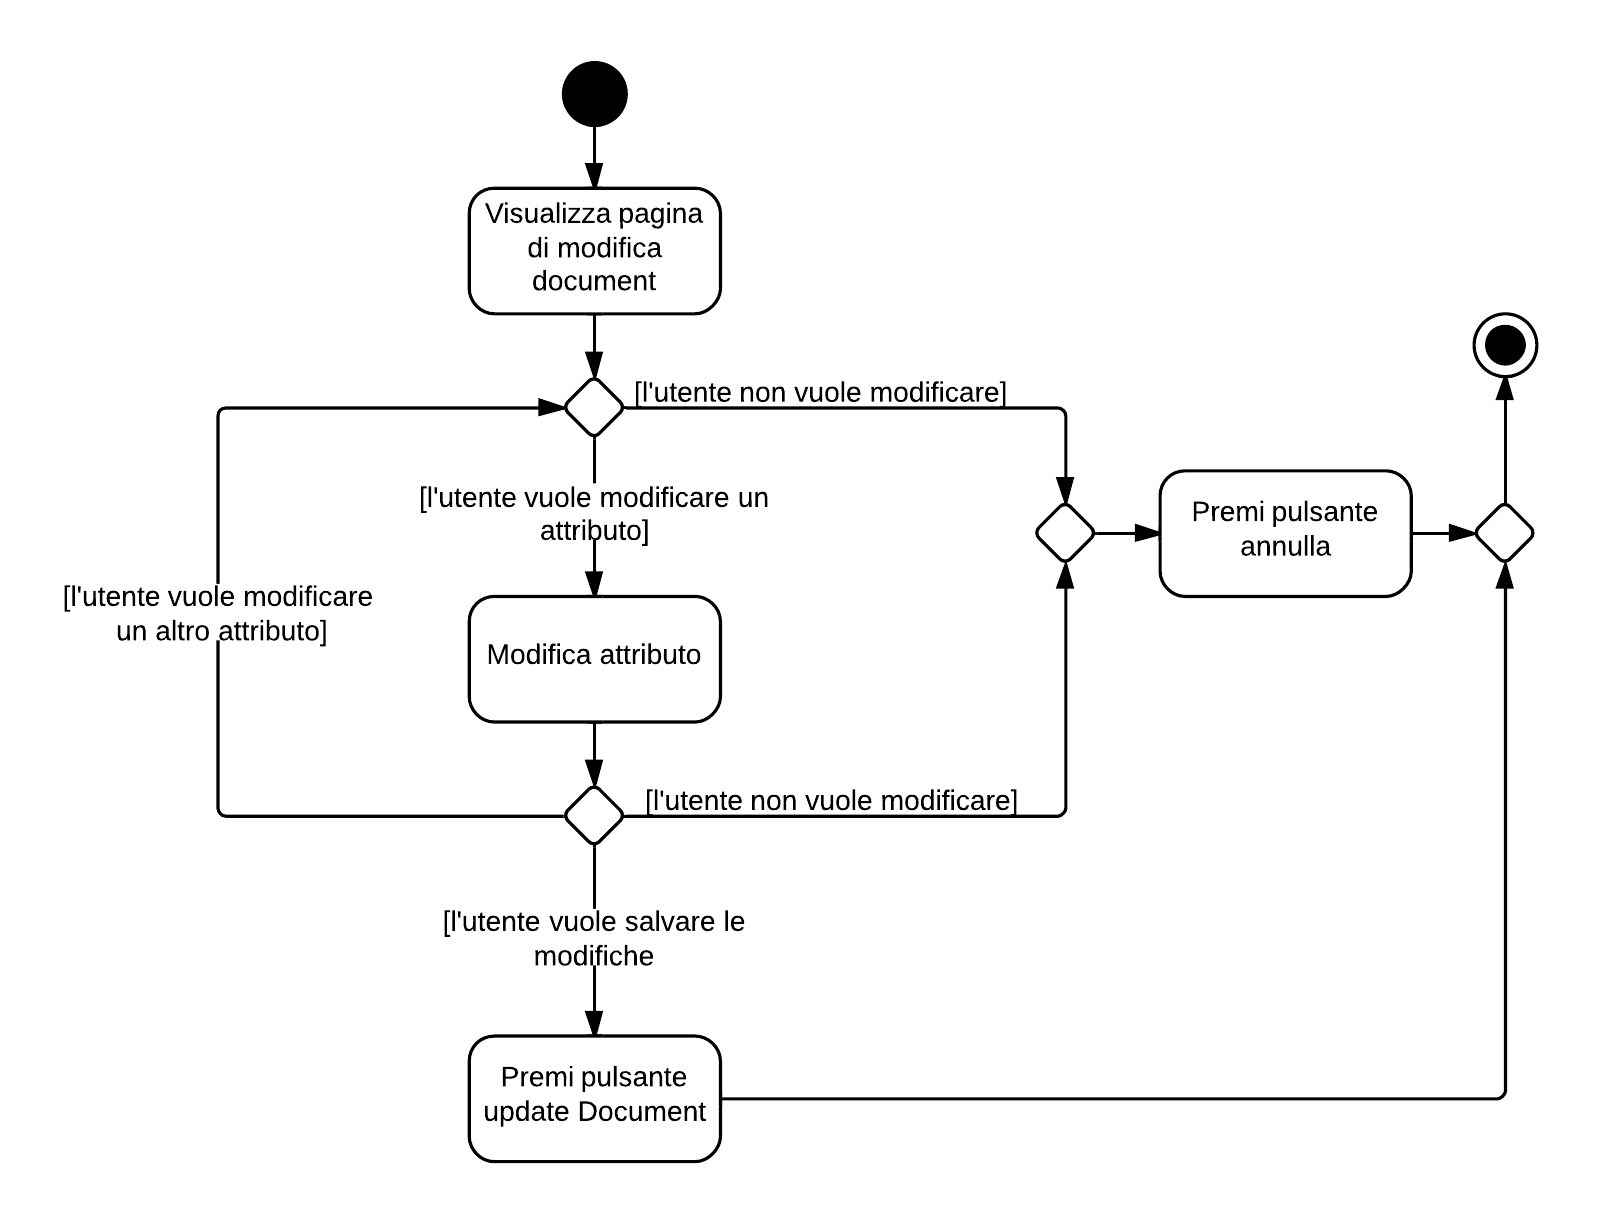 Visualizza pagina
di modifica
document
[l'utente non vuole modificare]
[l'utente vuole modificare un
attributo]
Premi pulsante
annulla
[l'utente vuole modificare
un altro attributo]
Modifica attributo
[l'utente non vuole modificare]
[l'utente vuole salvare le
modifiche
Premi pulsante
update Document